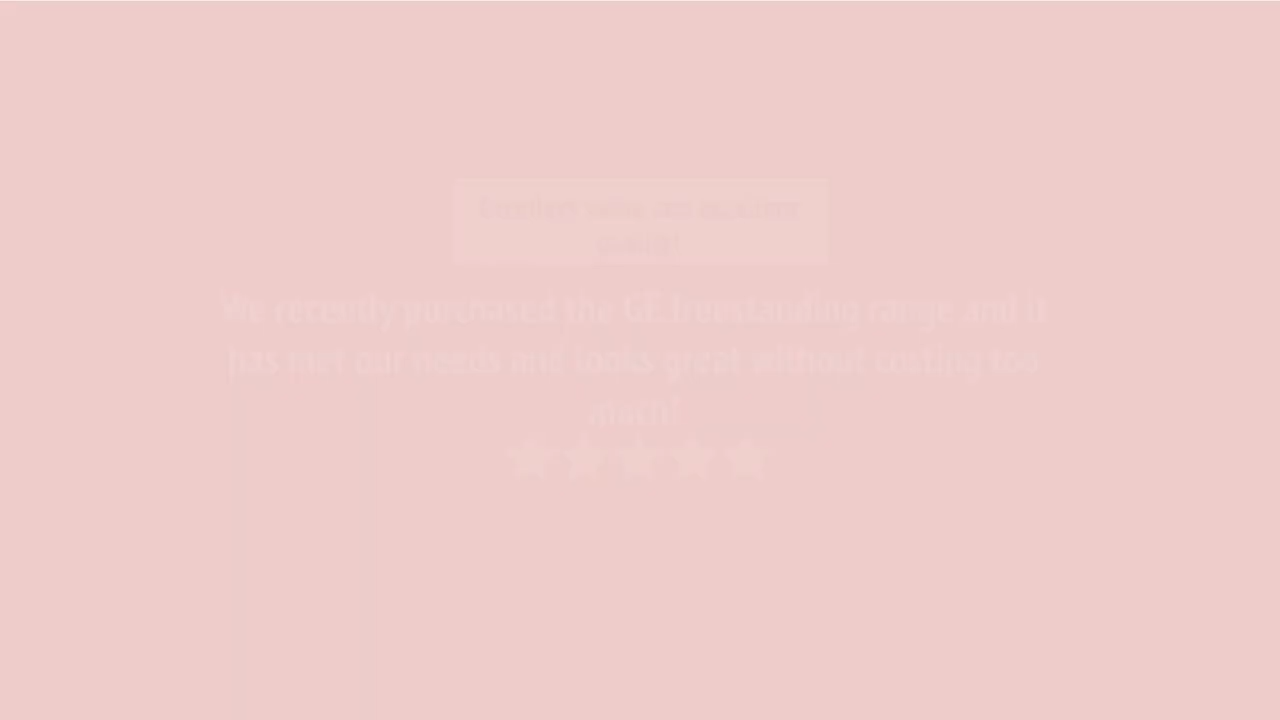 Excellent value and excellent
quality!
We recently purchased the GE freestanding range and it
has met our needs and looks great without costing too
much!